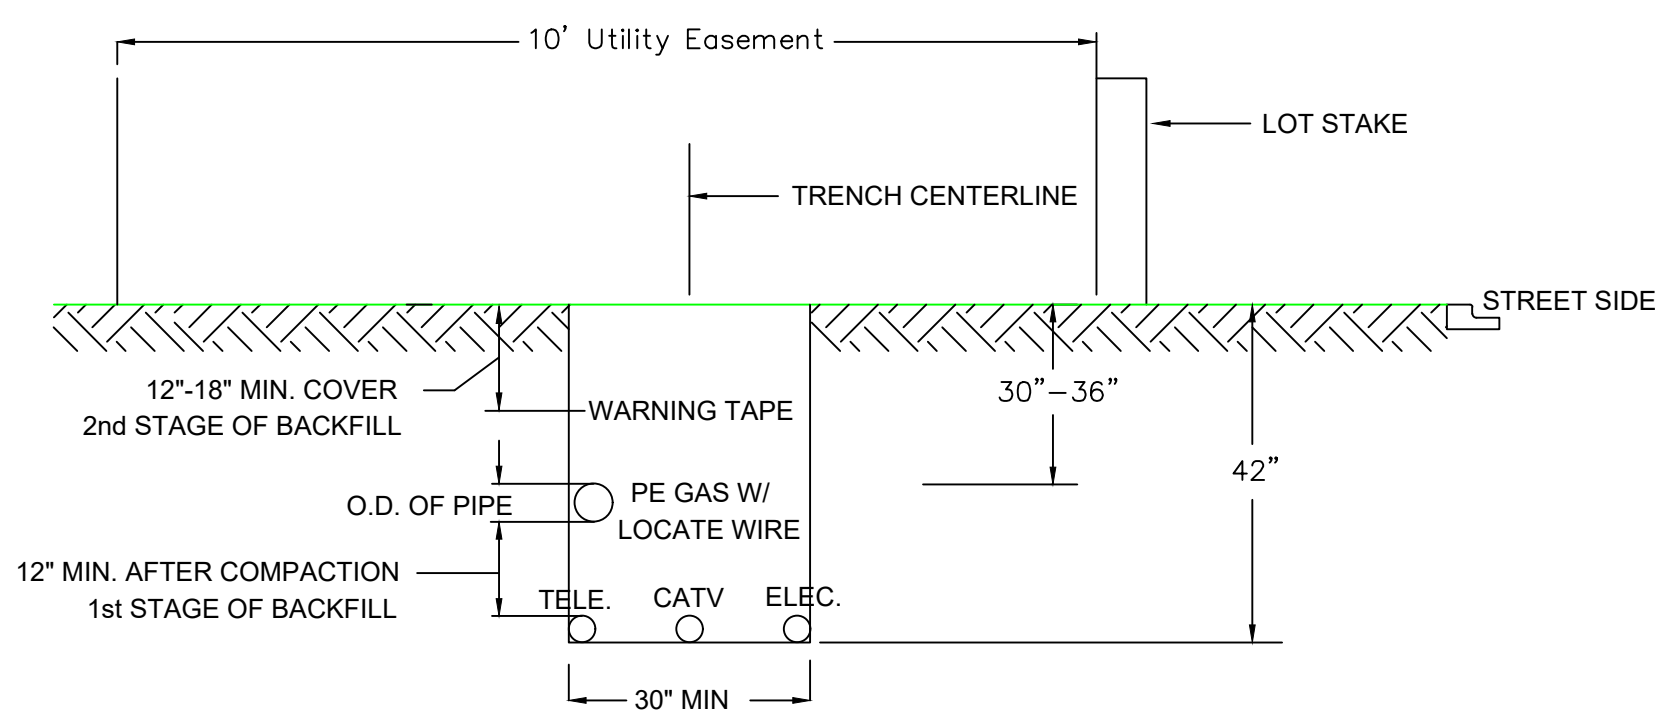 10’ Utility Easement
LOT STAKE
TRENCH CENTERLINE
STREET SIDE
12"-18" MIN. COVER
2nd STAGE OF BACKFILL
WARNING TAPE
30”-36”
42”
O.D. OF PIPE
PE GAS W/
LOCATE WIRE
12" MIN. AFTER COMPACTION
1st STAGE OF BACKFILL
TELE.
CATV
ELEC.
30" MIN